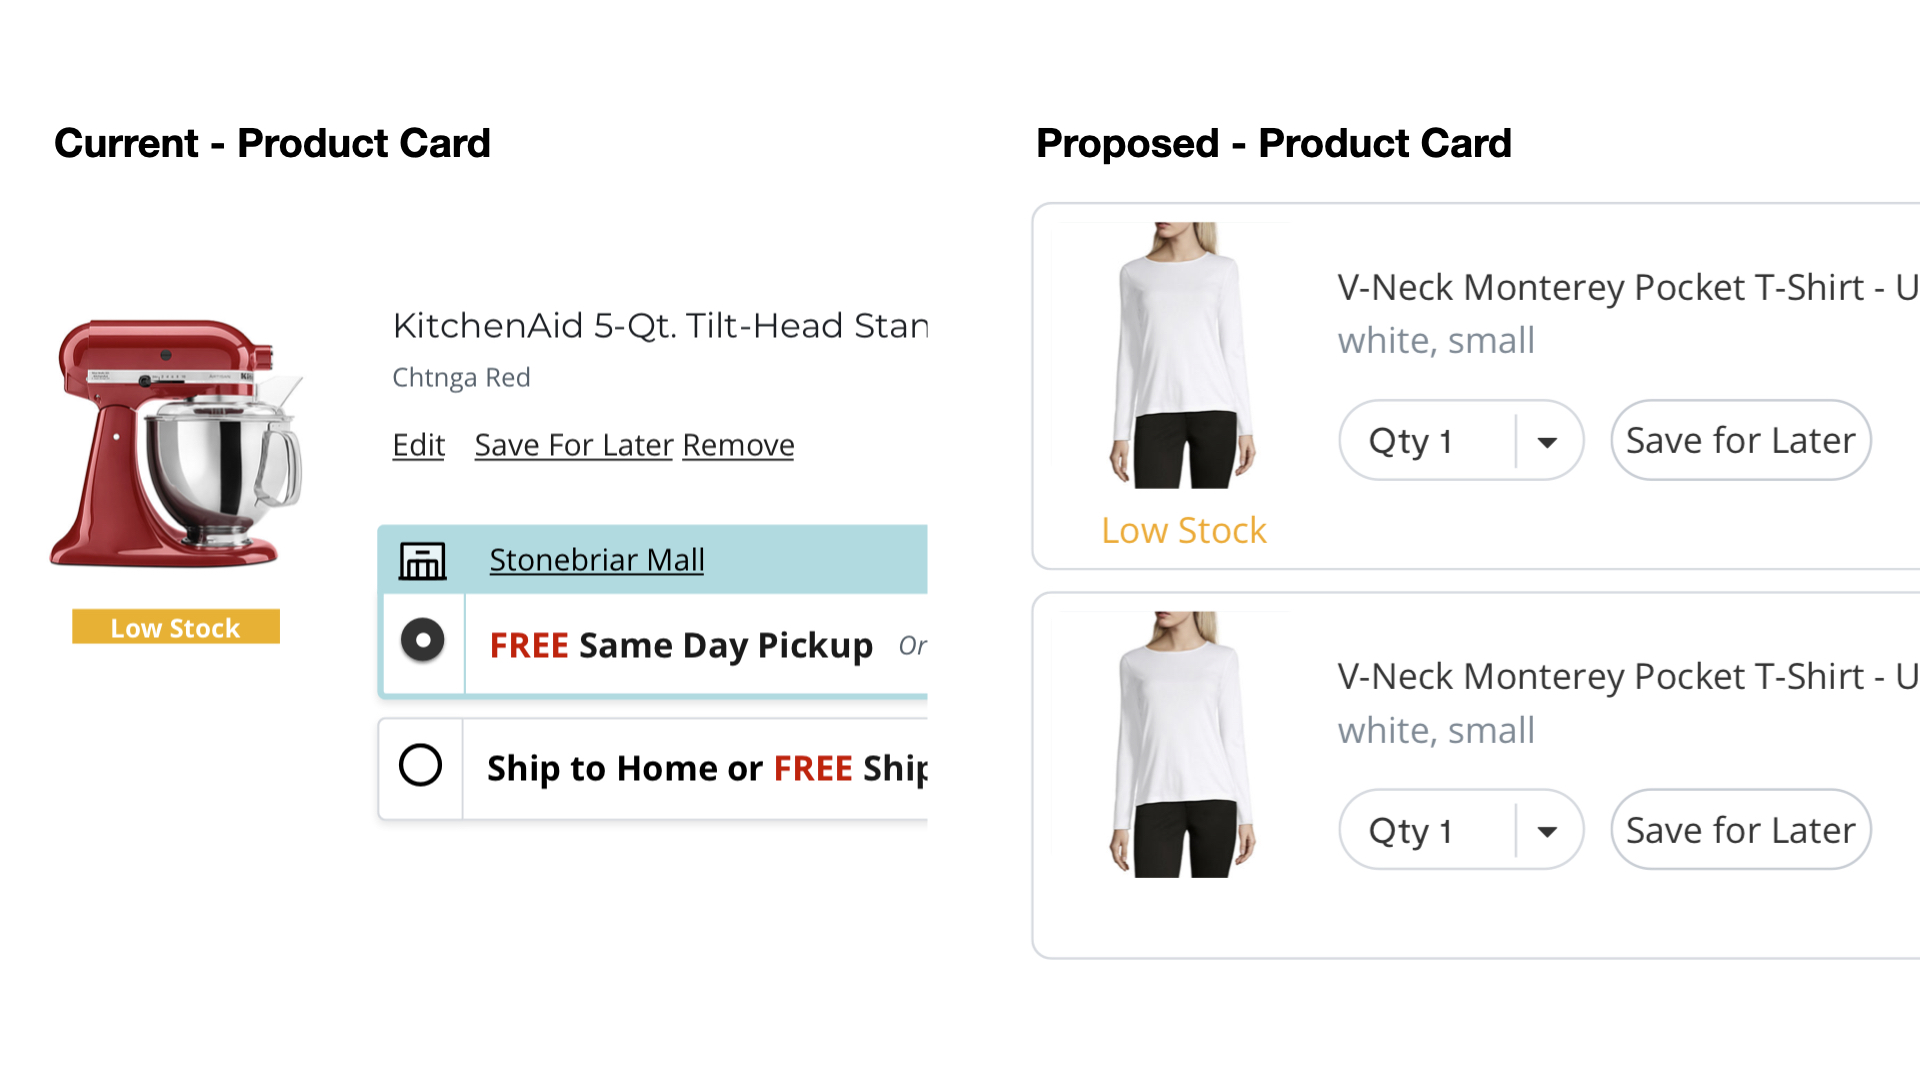 Current - Product Card
KitchenAid 5-Qt. Tilt-Head Stan
Chtnga Red
Edit Save For Later Remove
Low Stock
Stonebriar Mall
FREE Same Day Pickup Or
Ship to Home or FREE Ship
Proposed - Product Card
V-Neck Monterey Pocket T-Shirt - U
white, small
Qty 1 Save for Later
Low Stock
V-Neck Monterey Pocket T-Shirt - U
white, small
Qty 1 Save for Later